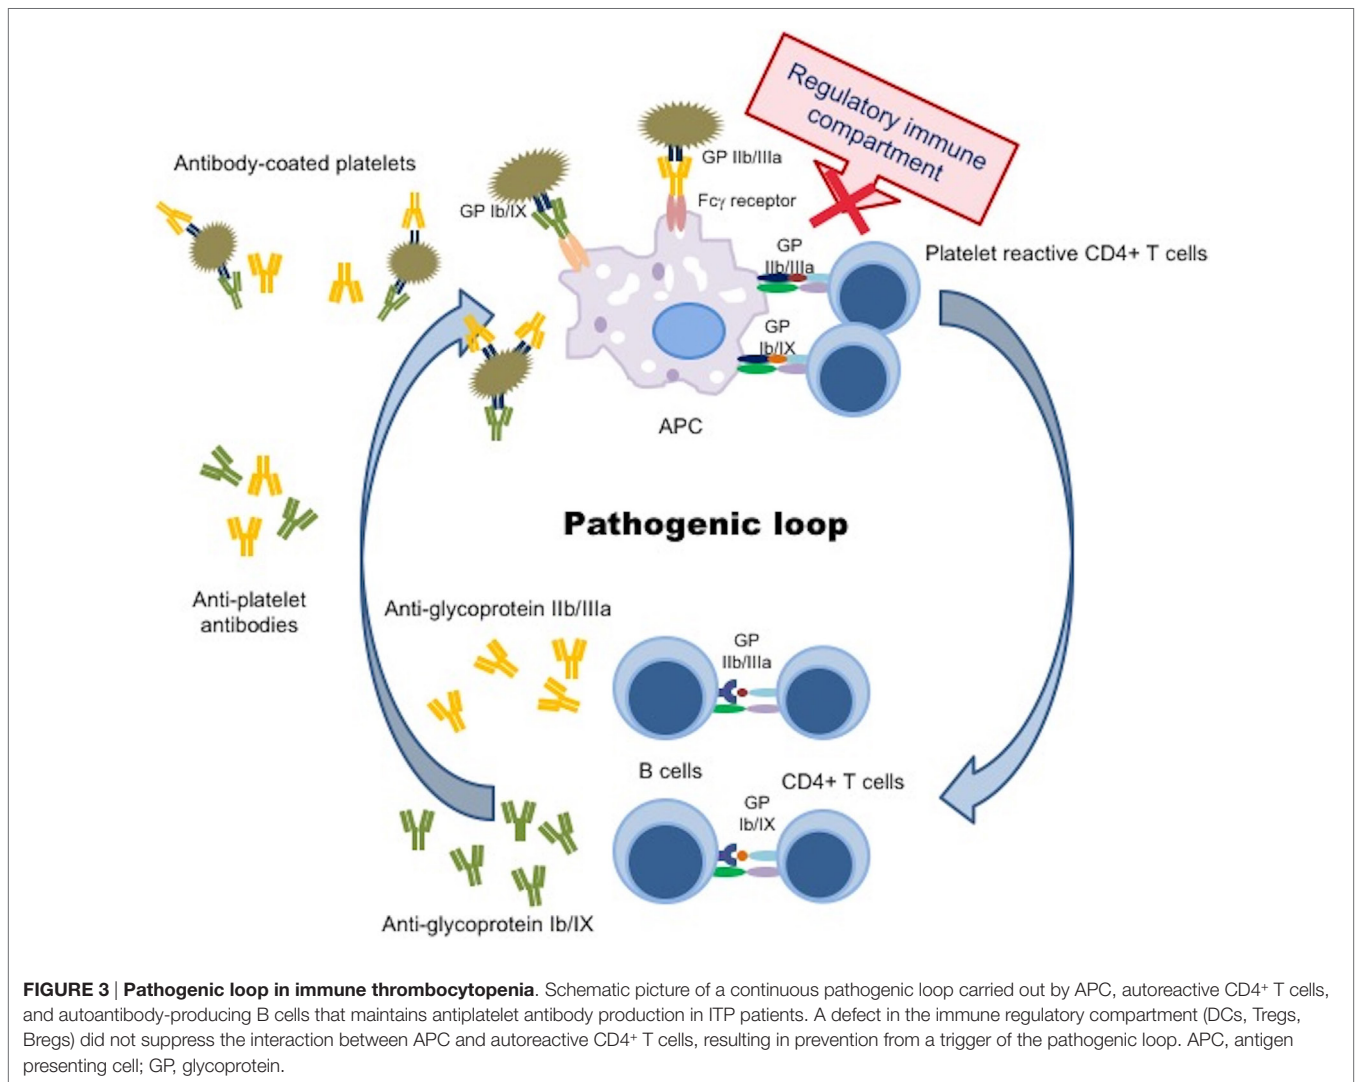 Regulatory immune
compartment
Antibody-coated platelets
GP IIb/IIIa
Fcγ receptor
GP Ib/IX
GP
IIb/IIIa
Platelet reactive CD4+ T cells
GP
Ib/IX
APC
Pathogenic loop
Anti-platelet
antibodies
Anti-glycoprotein IIb/IIIa
GP
IIb/IIIa
B cells
CD4+ T cells
GP
Ib/IX
Anti-glycoprotein Ib/IX
FIGURE 3 | Pathogenic loop in immune thrombocytopenia. Schematic picture of a continuous pathogenic loop carried out by APC, autoreactive CD4⁺ T cells,
and autoantibody-producing B cells that maintains antiplatelet antibody production in ITP patients. A defect in the immune regulatory compartment (DCs, Tregs,
Bregs) did not suppress the interaction between APC and autoreactive CD4⁺ T cells, resulting in prevention from a trigger of the pathogenic loop. APC, antigen
presenting cell; GP, glycoprotein.